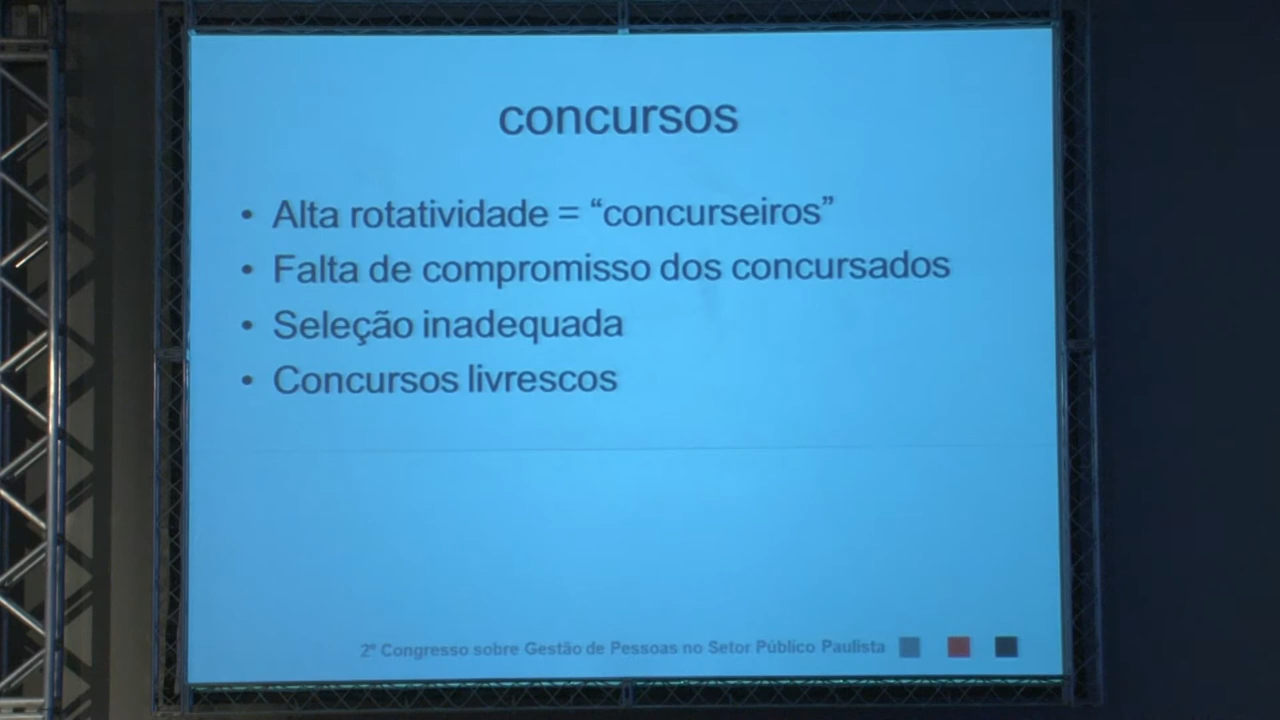 concursos
• Alta rotatividade = “concurseiros”
• Falta de compromisso dos concursados
• Seleção inadequada
• Concursos livrescos
2º Congresso sobre Gestão de Pessoas no Setor Público Paulista